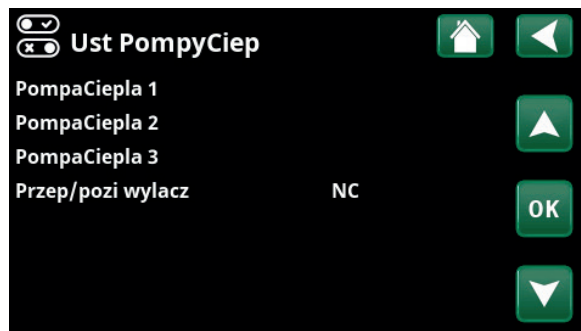 Ust PompyCiep
PompaCiepla 1
PompaCiepla 2
PompaCiepla 3
Przep/pozi wylacz NC
OK